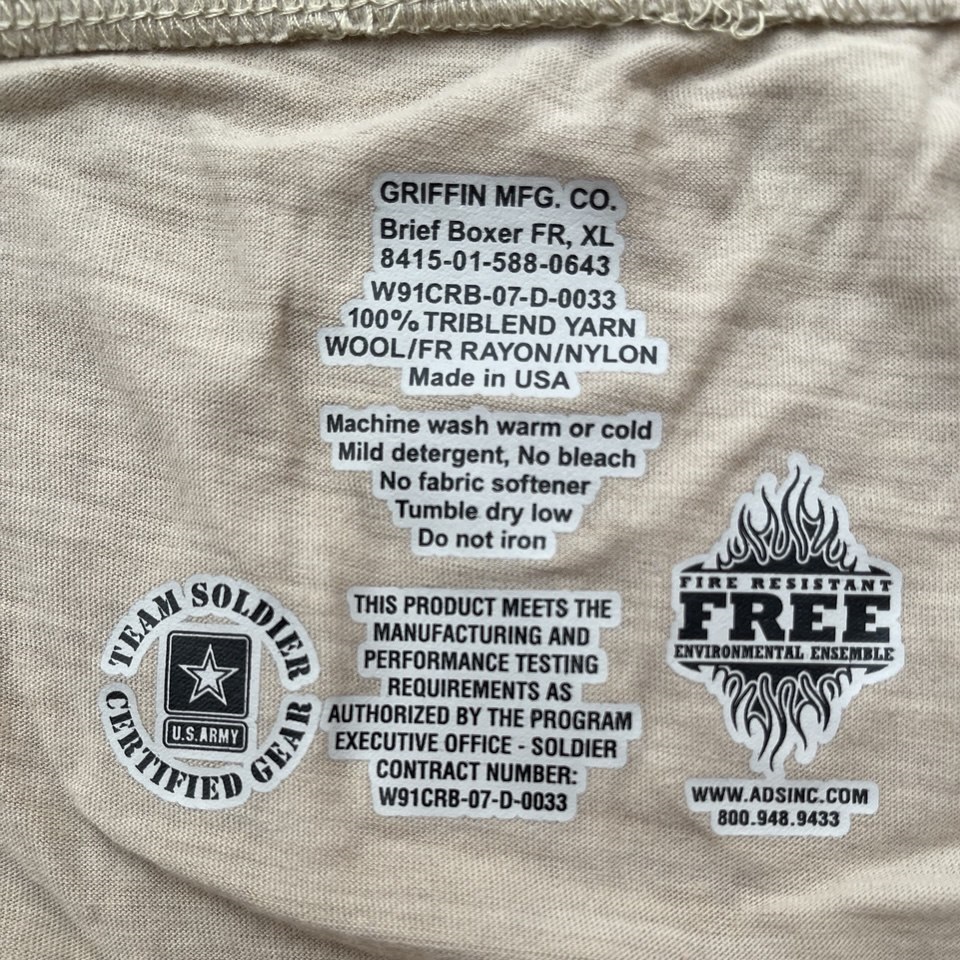 GRIFFIN MFG. CO.
Brief Boxer FR, XL
8415-01-588-0643
W91CRB-07-D-0033
100% TRIBLEND YARN
WOOL/FR RAYON/NYLON
Made in USA
Machine wash warm or cold
Mild detergent, No bleach
No fabric softener
Tumble dry low
Do not iron
TEAM SOLDIER
U.S.ARMY
CERTIFIED GEAR
THIS PRODUCT MEETS THE
MANUFACTURING AND
PERFORMANCE TESTING
REQUIREMENTS AS
AUTHORIZED BY THE PROGRAM
EXECUTIVE OFFICE - SOLDIER
CONTRACT NUMBER:
W91CRB-07-D-0033
FIRE RESISTANT
FREE
ENVIRONMENTAL ENSEMBLE
WWW.ADSINC.COM
800.948.9433